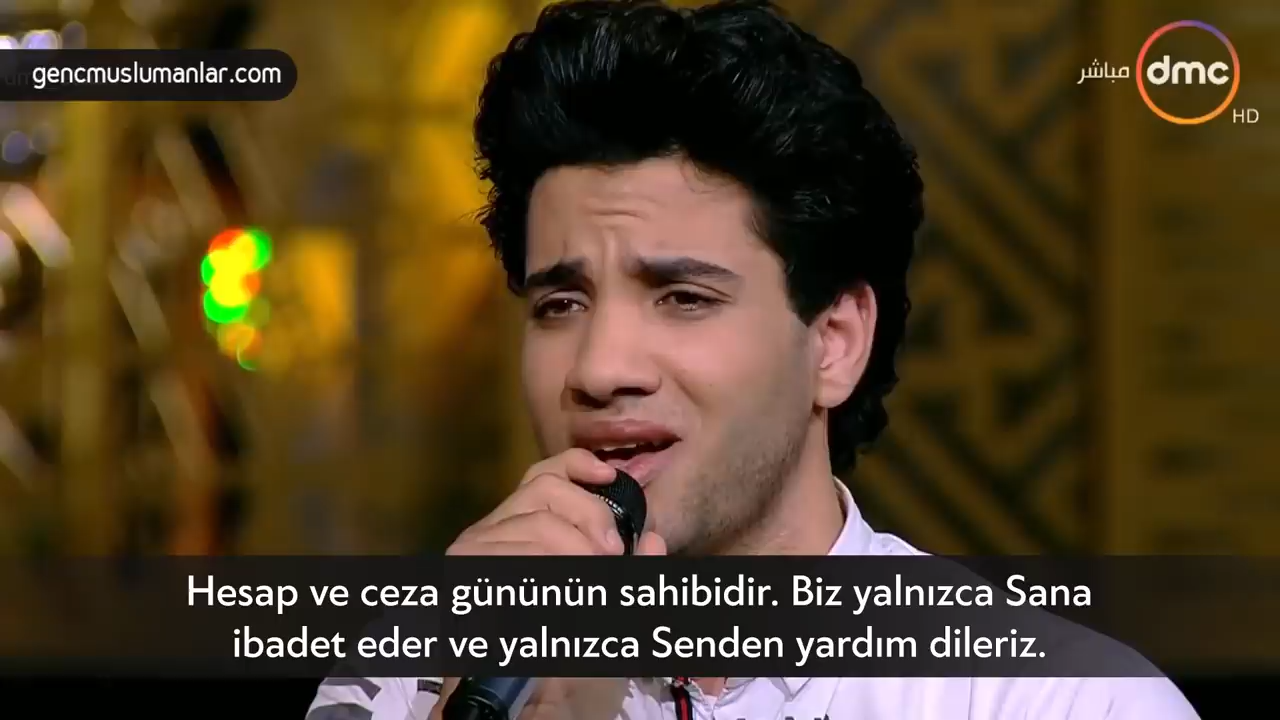 gencmuslumanlar.com
مباشر
dmc
HD
Hesap ve ceza gününün sahibidir. Biz yalnızca Sana
ibadet eder ve yalnızca Senden yardım dileriz.